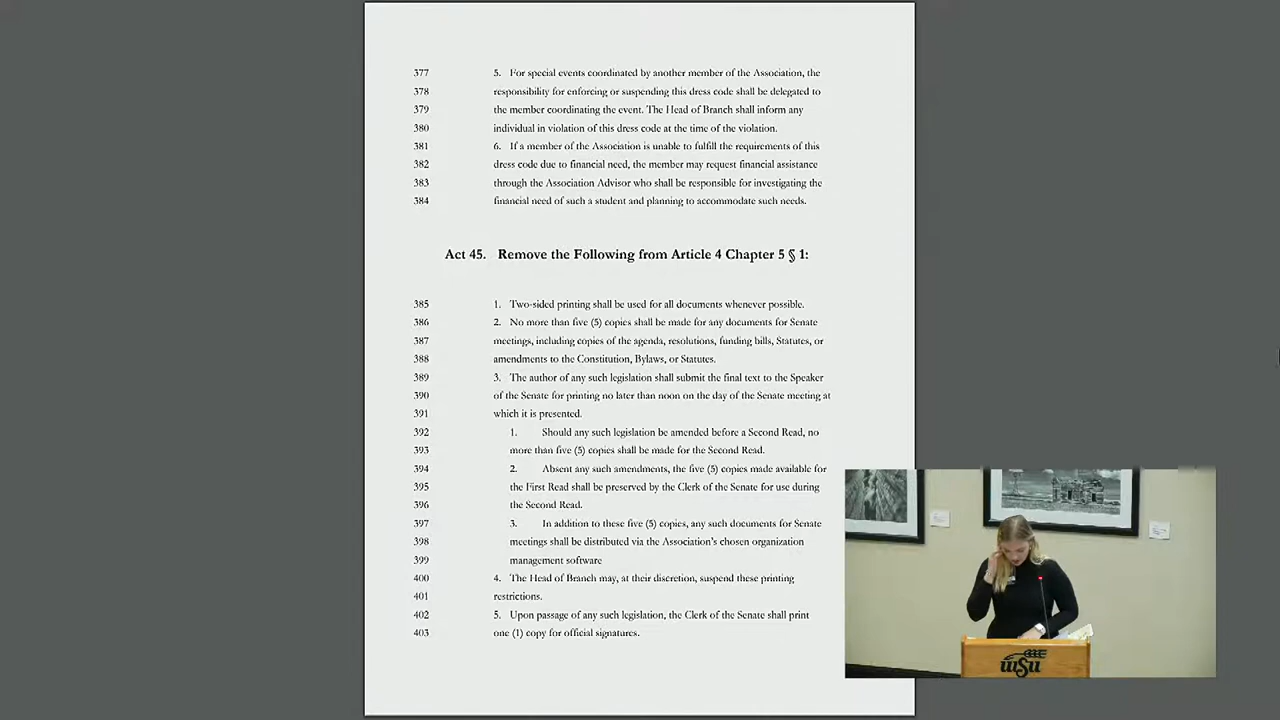 377 5. For special events coordinated by another member of the Association, the
378 responsibility for enforcing or suspending this dress code shall be delegated to
379 the member coordinating the event. The Head of Branch shall inform any
380 individual in violation of this dress code at the time of the violation.
381 6. If a member of the Association is unable to fulfill the requirements of this
382 dress code due to financial need, the member may request financial assistance
383 through the Association Advisor who shall be responsible for investigating the
384 financial need of such a student and planning to accommodate such needs.
Act 45. Remove the Following from Article 4 Chapter 5 § 1:
385 1. Two-sided printing shall be used for all documents whenever possible.
386 2. No more than five (5) copies shall be made for any documents for Senate
387 meetings, including copies of the agenda, resolutions, funding bills, Statutes, or
388 amendments to the Constitution, Bylaws, or Statutes.
389 3. The author of any such legislation shall submit the final text to the Speaker
390 of the Senate for printing no later than noon on the day of the Senate meeting at
391 which it is presented.
392 1. Should any such legislation be amended before a Second Read, no
393 more than five (5) copies shall be made for the Second Read.
394 2. Absent any such amendments, the five (5) copies made available for
395 the First Read shall be preserved by the Clerk of the Senate for use during
396 the Second Read.
397 3. In addition to these five (5) copies, any such documents for Senate
398 meetings shall be distributed via the Association's chosen organization
399 management software
400 4. The Head of Branch may, at their discretion, suspend these printing
401 restrictions.
402 5. Upon passage of any such legislation, the Clerk of the Senate shall print
403 one (1) copy for official signatures.
WSU